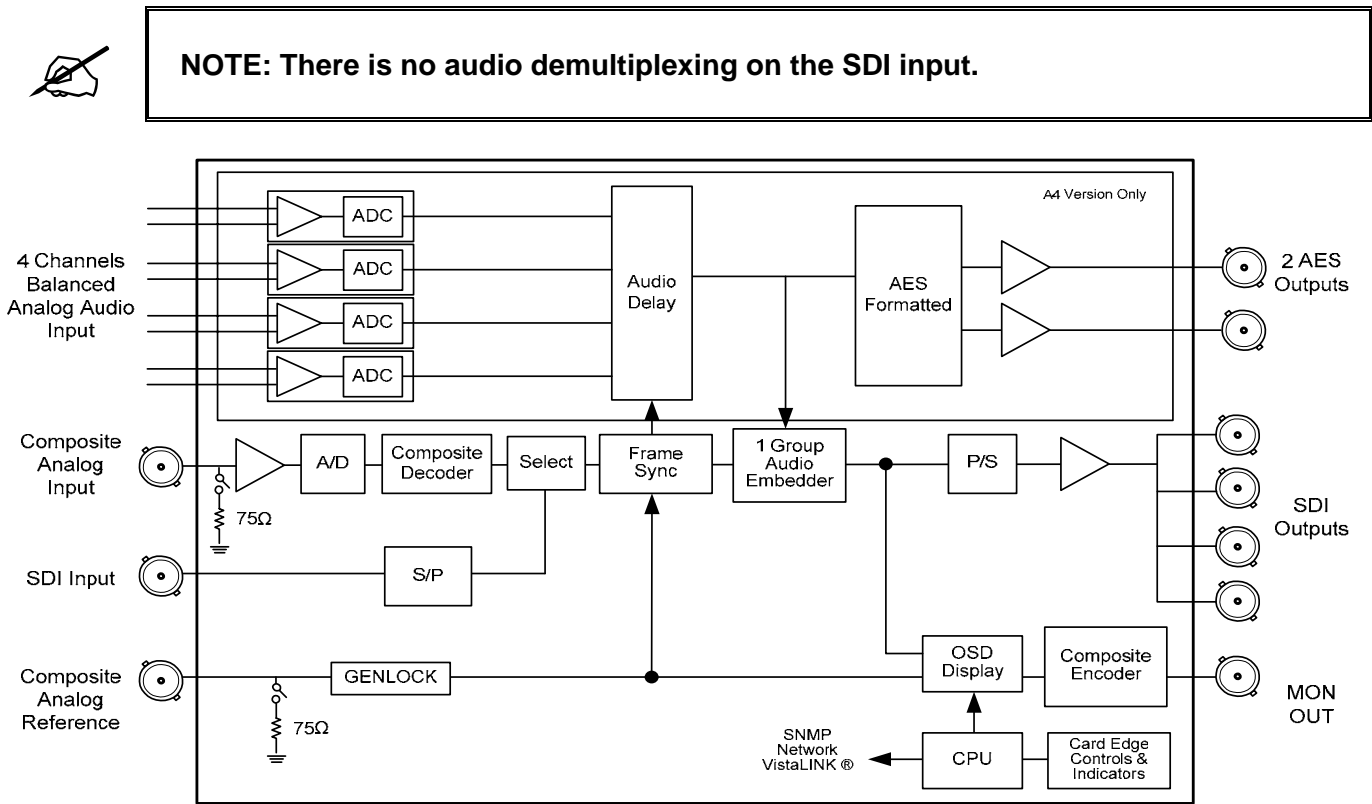 NOTE: There is no audio demultiplexing on the SDI input.
A4 Version Only
4 Channels
Balanced
Analog Audio
Input
ADC
ADC
ADC
ADC
Audio
Delay
AES
Formatted
2 AES
Outputs
Composite
Analog
Input
75Ω
A/D
Composite
Decoder
Select
Frame
Sync
1 Group
Audio
Embedder
P/S
SDI
Outputs
SDI Input
S/P
Composite
Analog
Reference
75Ω
GENLOCK
OSD
Display
Composite
Encoder
MON
OUT
SNMP
Network
VistaLINK ®
CPU
Card Edge
Controls &
Indicators